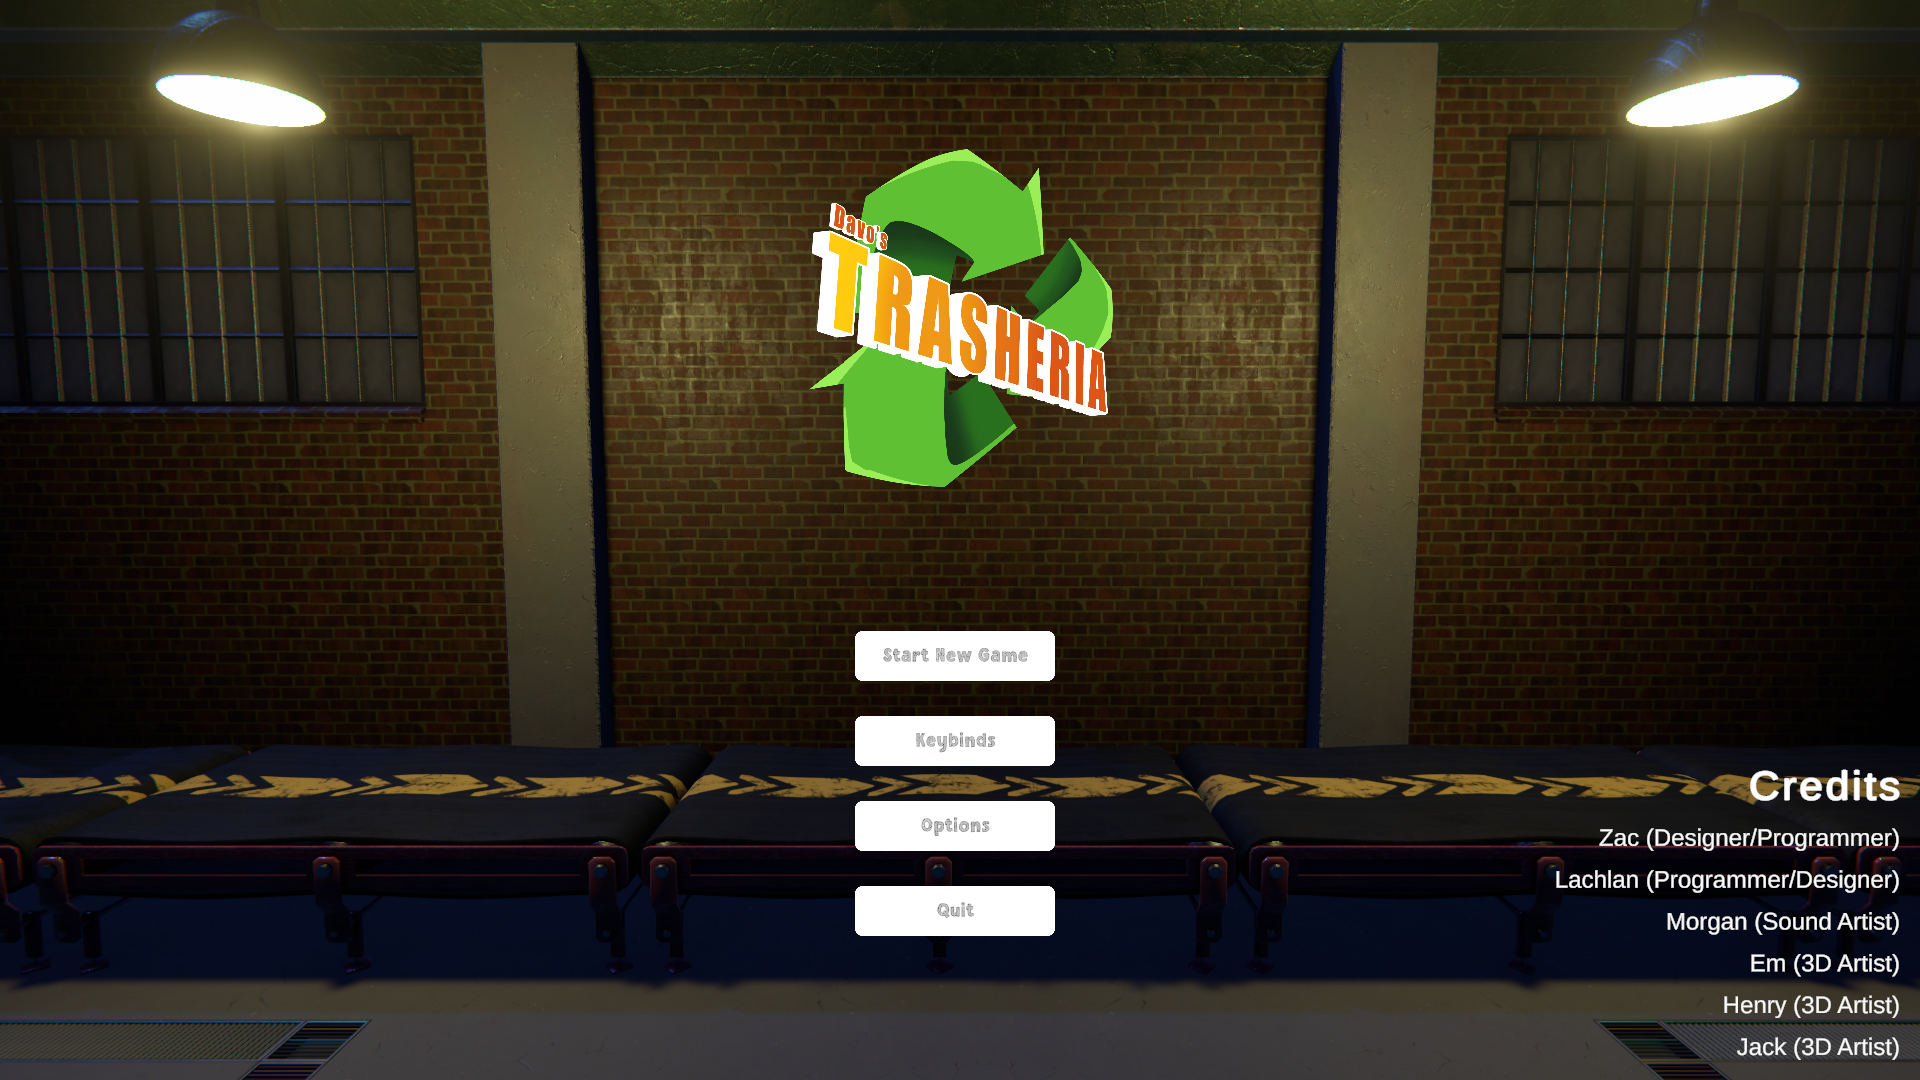 Davo's
TRASHERIA
Start New Game
Keybinds
Options
Quit
Credits
Zac (Designer/Programmer)
Lachlan (Programmer/Designer)
Morgan (Sound Artist)
Em (3D Artist)
Henry (3D Artist)
Jack (3D Artist)